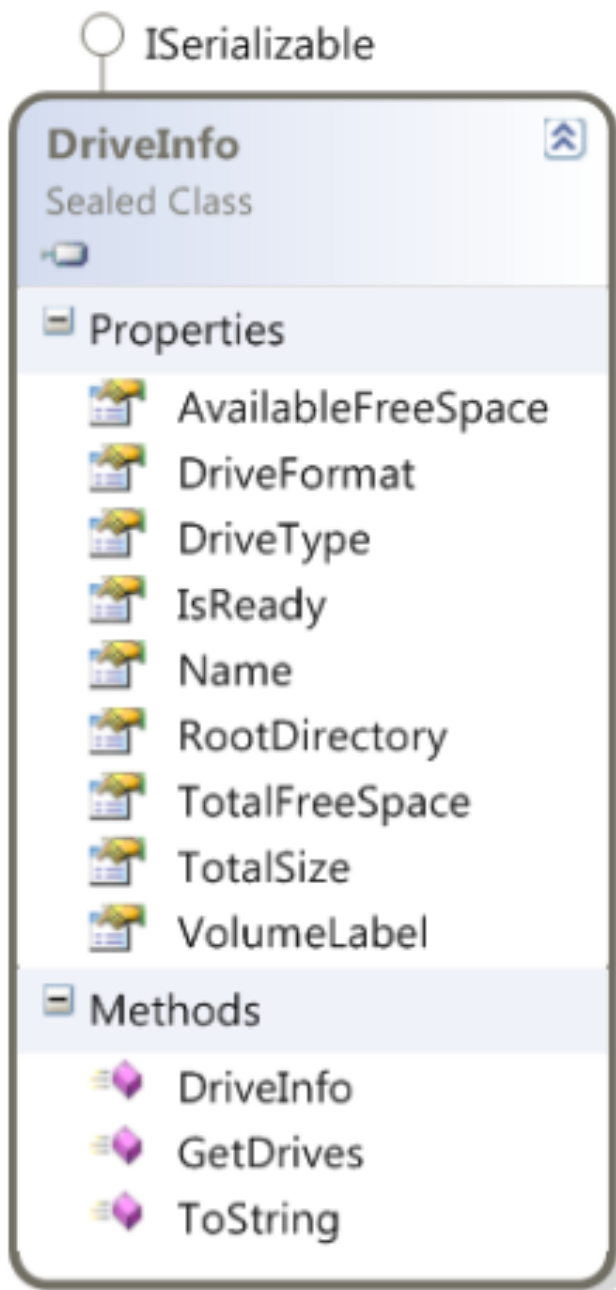 ISerializable
DriveInfo
Sealed Class
Properties
AvailableFreeSpace
DriveFormat
DriveType
IsReady
Name
RootDirectory
TotalFreeSpace
TotalSize
VolumeLabel
Methods
DriveInfo
GetDrives
ToString